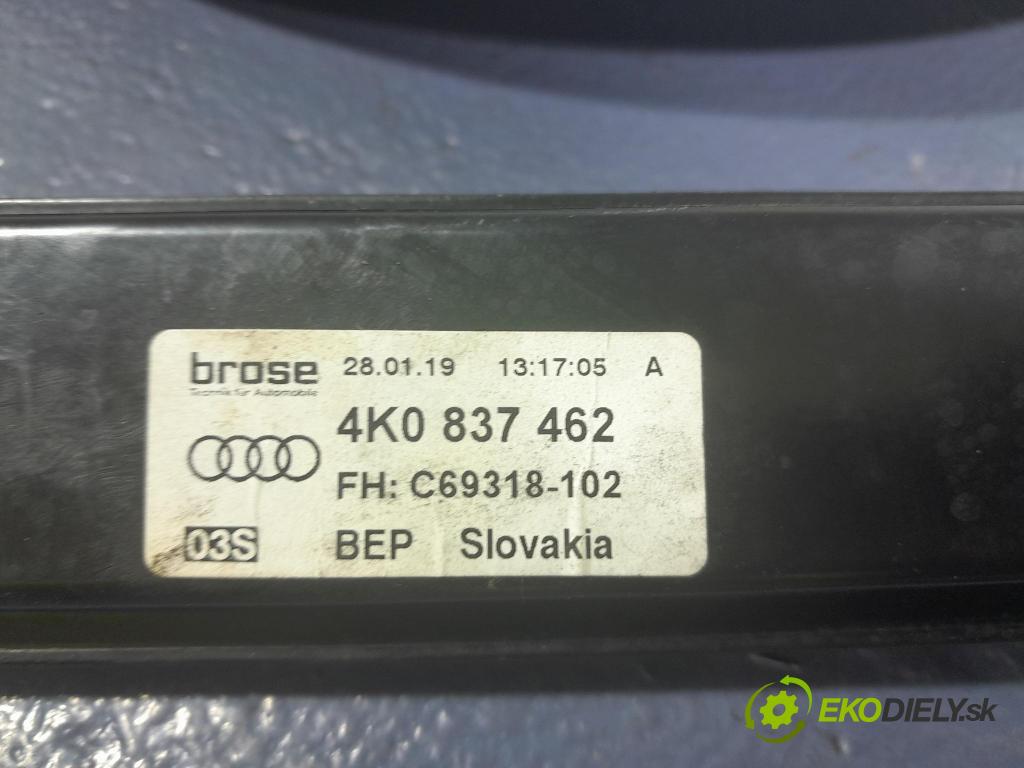 brose 28.01.19 13:17:05 A
Technik für Automobile
4K0 837 462
FH: C69318-102
03S BEP Slovakia
EKODIELY.sk